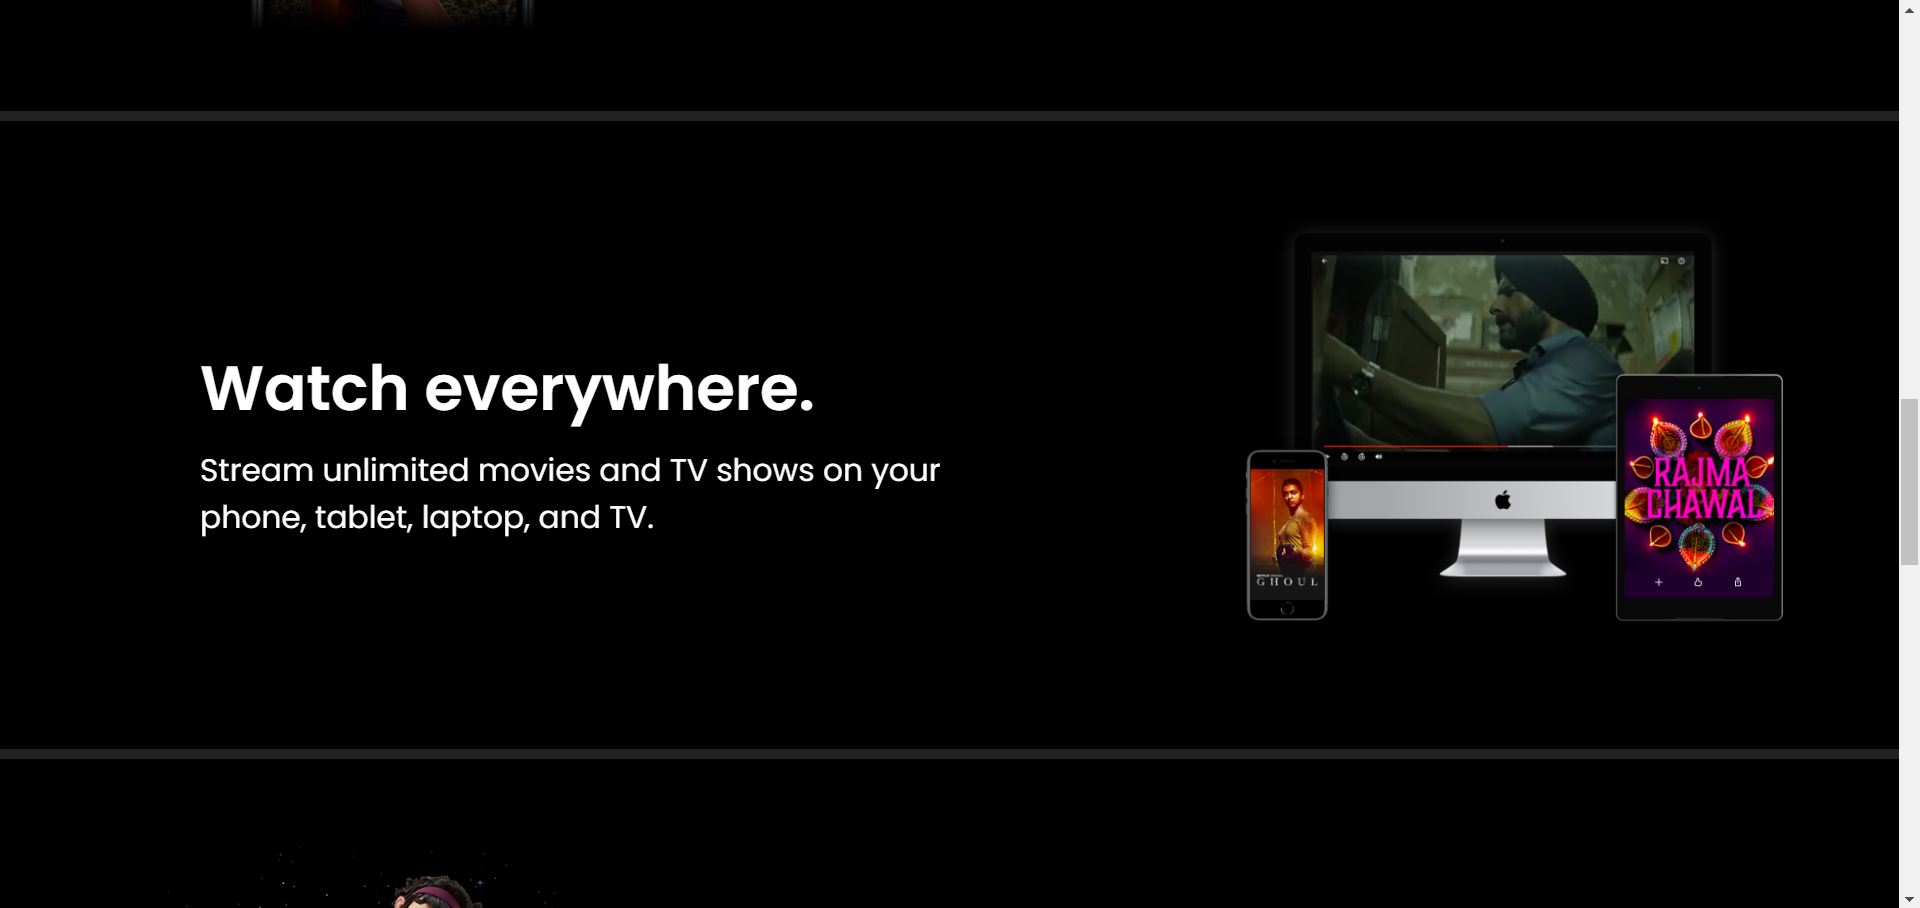 Watch everywhere.
Stream unlimited movies and TV shows on your
phone, tablet, laptop, and TV.
GHOUL
RAJMA
CHAWAL